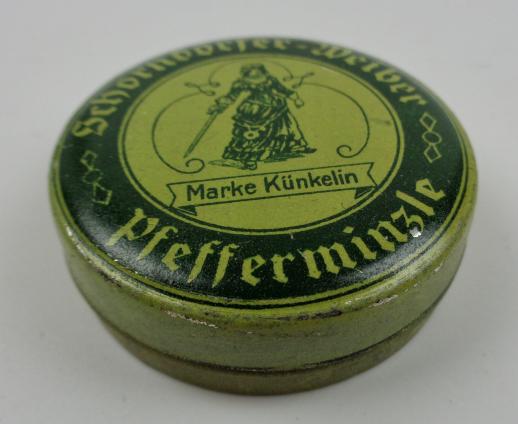 Schorndorfer-Weiber
Marke Künkelin
Pfefferminzle